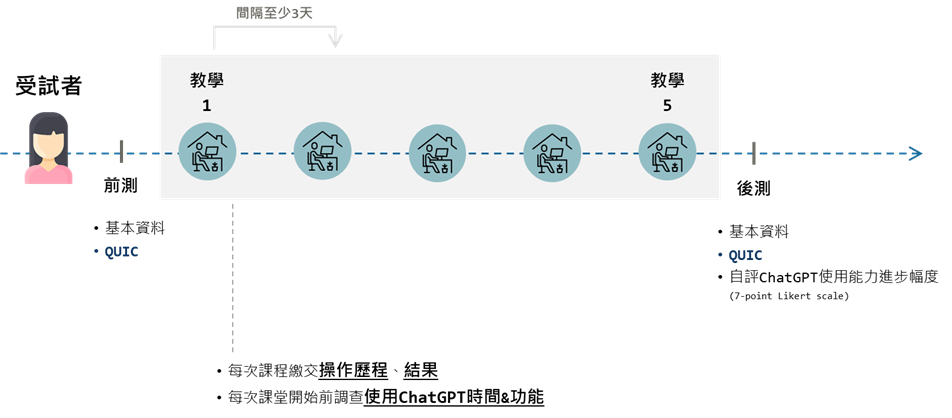 間隔至少3天
受試者
教學
1
教學
5
前測
後測
• 基本資料
• QUIC
• 基本資料
• QUIC
• 自評ChatGPT使用能力進步幅度
(7-point Likert scale)
• 每次課程繳交操作歷程、結果
• 每次課堂開始前調查使用ChatGPT時間&功能